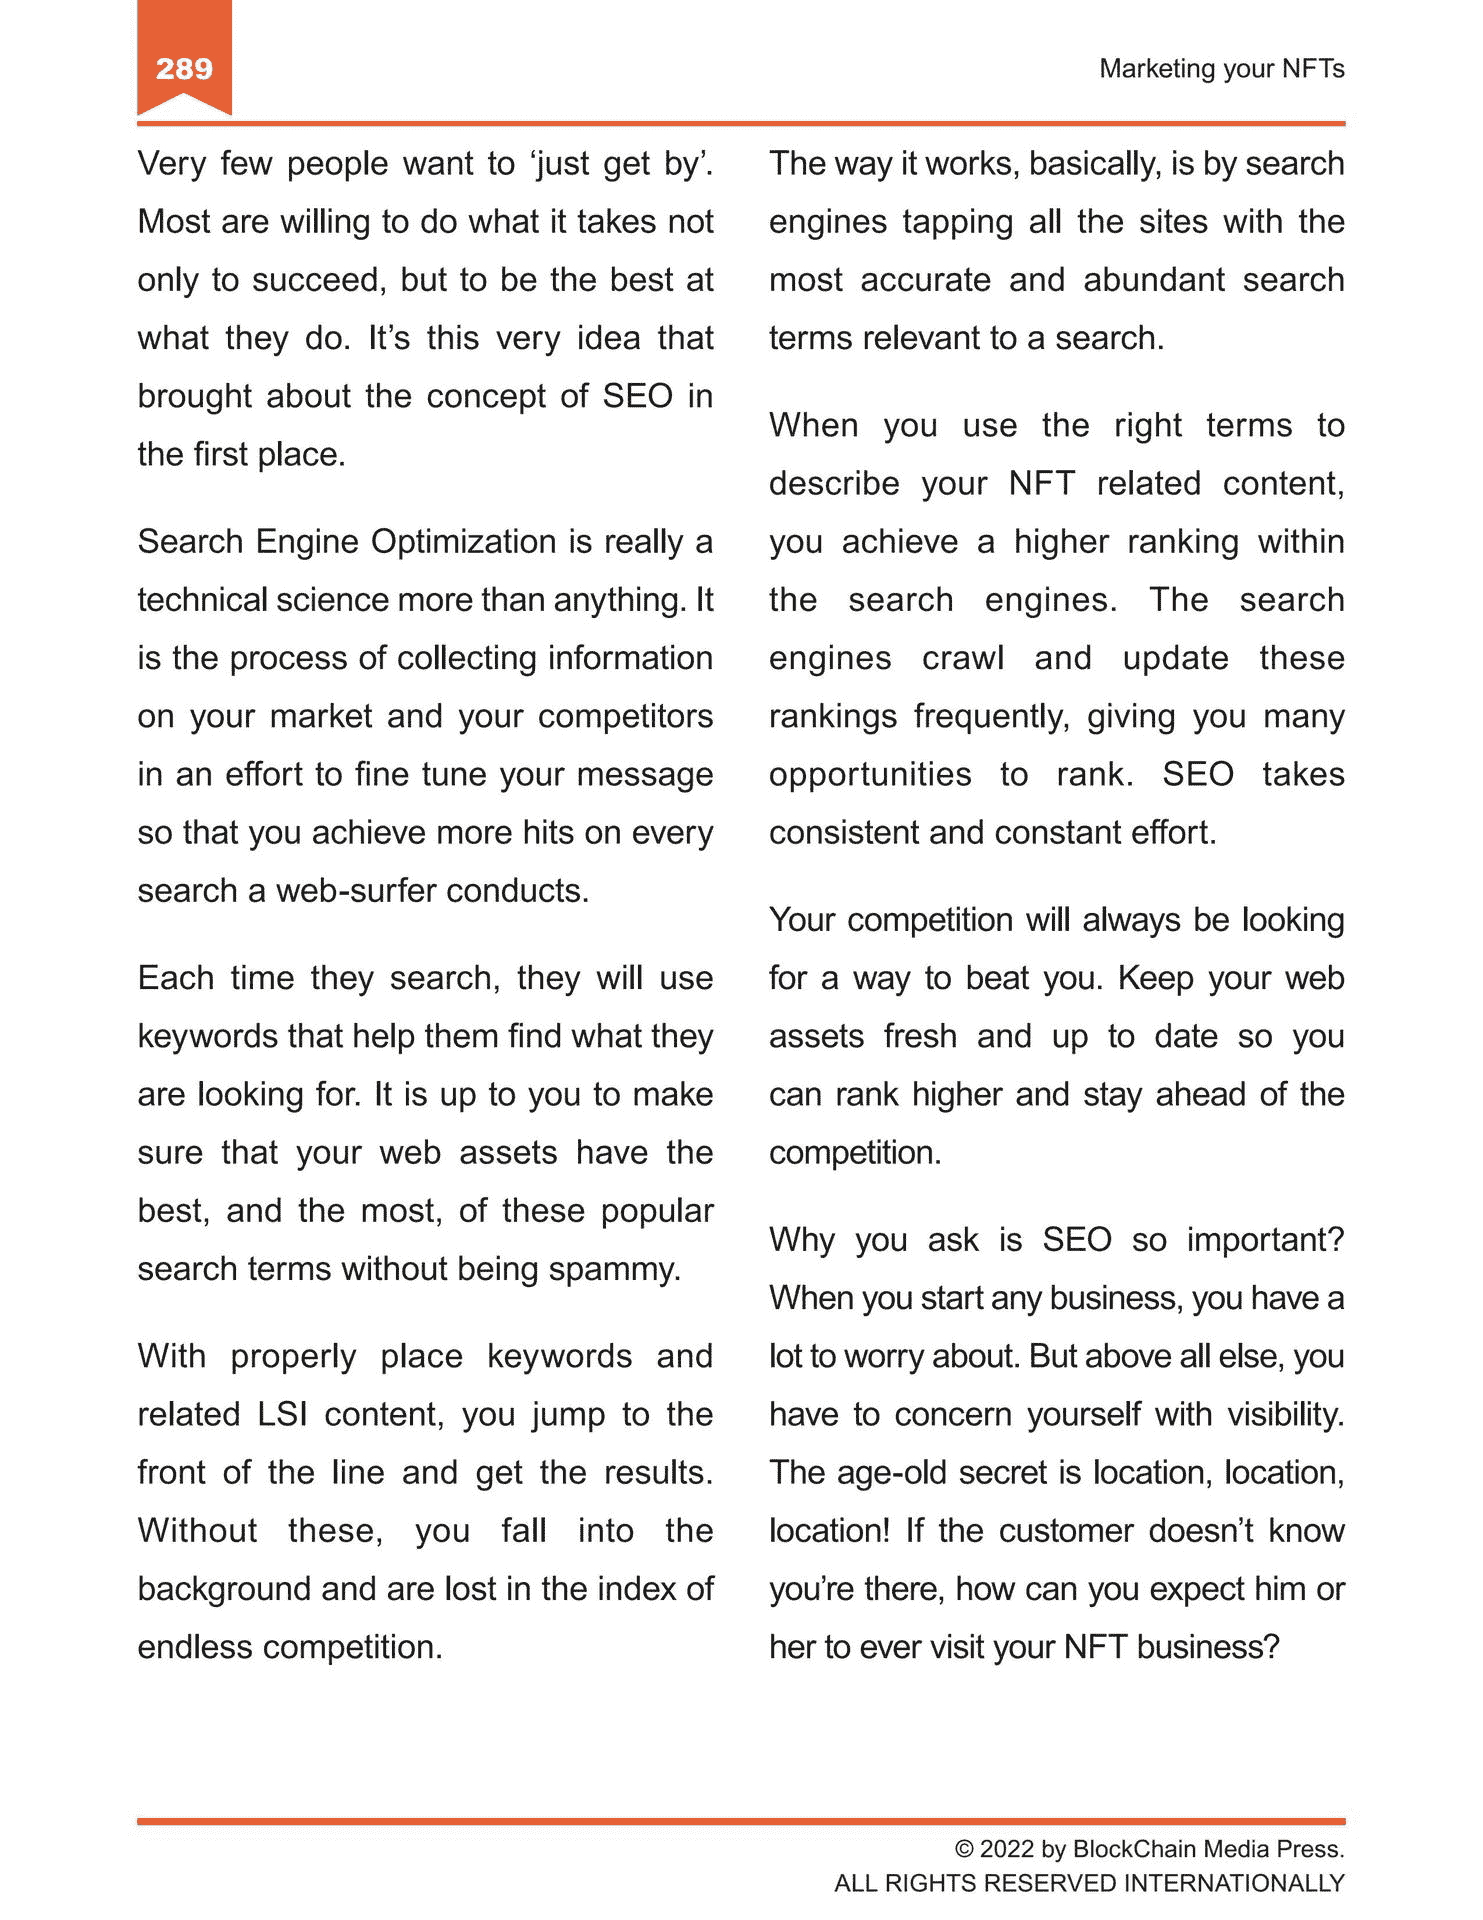 289
Marketing your NFTs
Very few people want to ‘just get by’.
Most are willing to do what it takes not
only to succeed, but to be the best at
what they do. It’s this very idea that
brought about the concept of SEO in
the first place.
Search Engine Optimization is really a
technical science more than anything. It
is the process of collecting information
on your market and your competitors
in an effort to fine tune your message
so that you achieve more hits on every
search a web-surfer conducts.
Each time they search, they will use
keywords that help them find what they
are looking for. It is up to you to make
sure that your web assets have the
best, and the most, of these popular
search terms without being spammy.
With properly place keywords and
related LSI content, you jump to the
front of the line and get the results.
Without these, you fall into the
background and are lost in the index of
endless competition.
The way it works, basically, is by search
engines tapping all the sites with the
most accurate and abundant search
terms relevant to a search.
When you use the right terms to
describe your NFT related content,
you achieve a higher ranking within
the search engines. The search
engines crawl and update these
rankings frequently, giving you many
opportunities to rank. SEO takes
consistent and constant effort.
Your competition will always be looking
for a way to beat you. Keep your web
assets fresh and up to date so you
can rank higher and stay ahead of the
competition.
Why you ask is SEO so important?
When you start any business, you have a
lot to worry about. But above all else, you
have to concern yourself with visibility.
The age-old secret is location, location,
location! If the customer doesn’t know
you’re there, how can you expect him or
her to ever visit your NFT business?
© 2022 by BlockChain Media Press.
ALL RIGHTS RESERVED INTERNATIONALLY